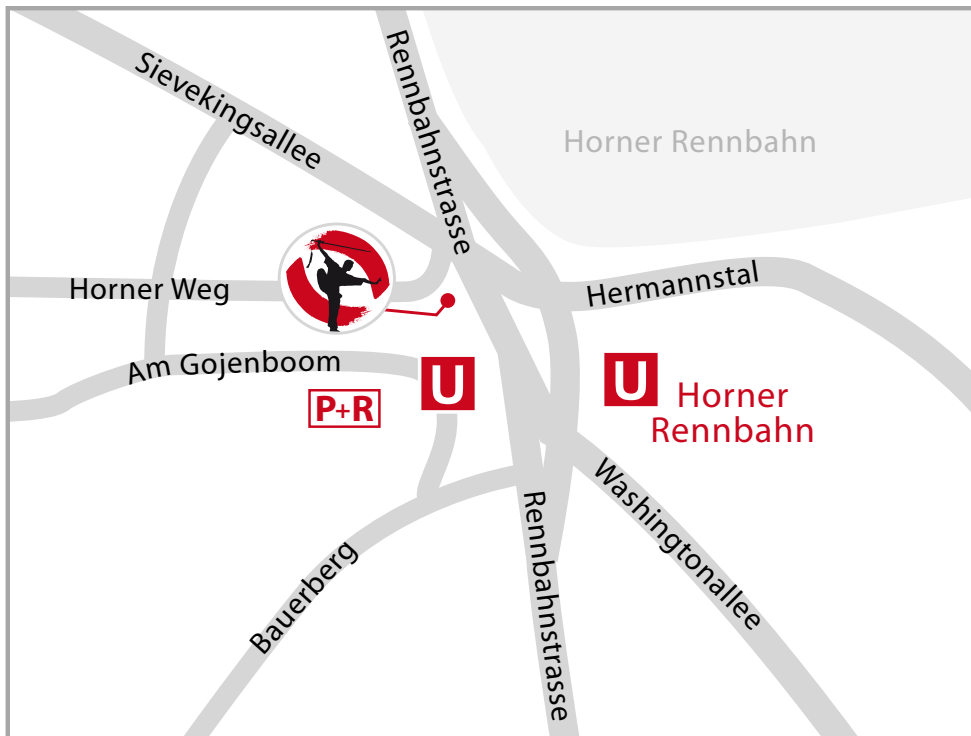 Sievekingsallee
Rennbahnstrasse
Horner Rennbahn
Horner Weg
Hermannstal
Am Gojenboom
P+R
U
U
Horner
Rennbahn
Bauerberg
Rennbahnstrasse
Washingtonallee